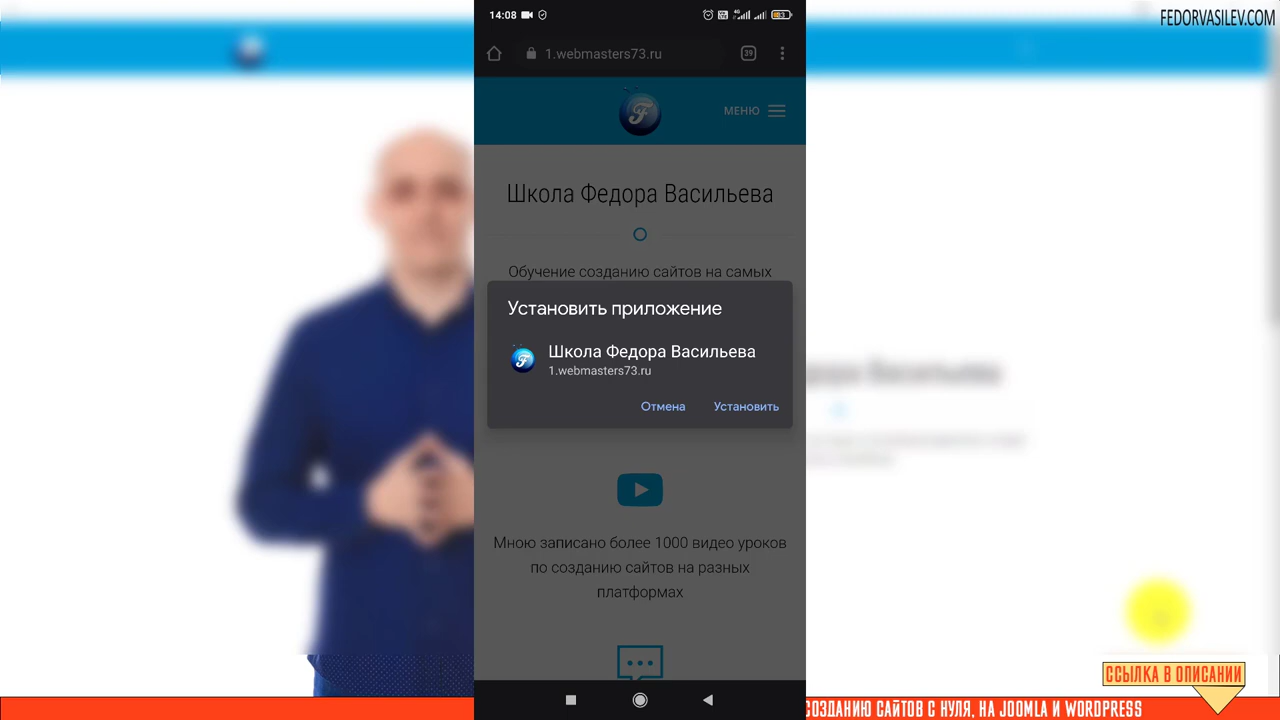 FEDORVASILEV.COM
14:08
4G
1.webmasters73.ru
39
МЕНЮ
Школа Федора Васильева
Обучение созданию сайтов на самых
Установить приложение
Школа Федора Васильева
1.webmasters73.ru
Отмена
Установить
Мною записано более 1000 видео уроков
по созданию сайтов на разных
платформах
ССЫЛКА В ОПИСАНИИ
СОЗДАНИЮ САЙТОВ С НУЛЯ, НА JOOMLA И WORDPRESS